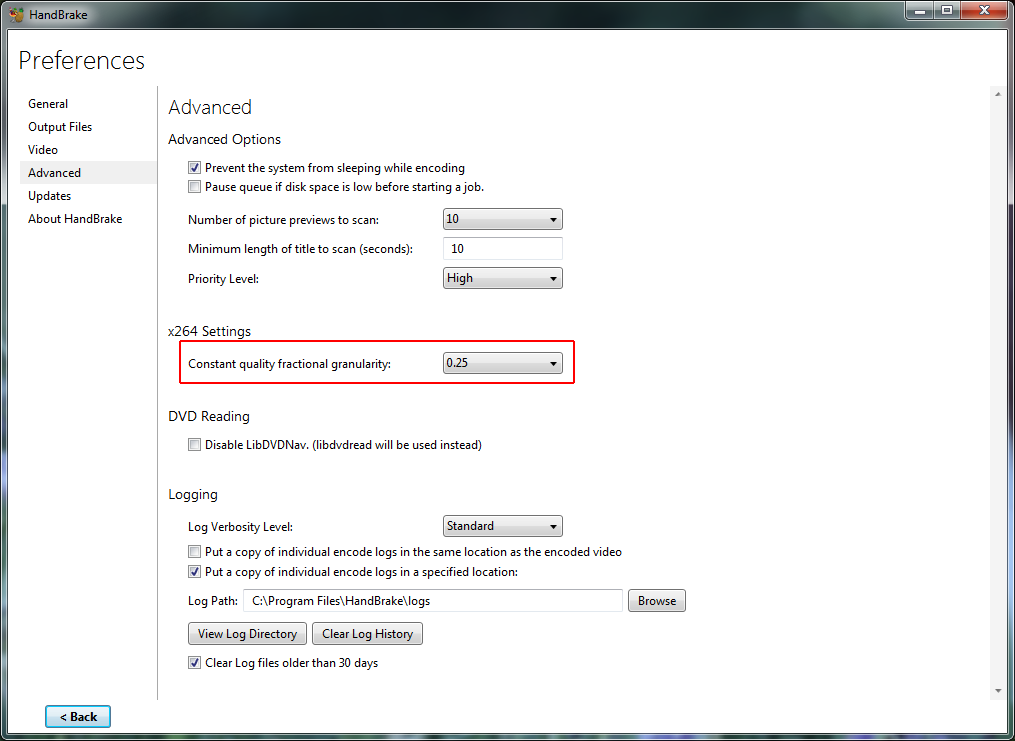 HandBrake
Preferences
General
Output Files
Video
Advanced
Updates
About HandBrake
Advanced
Advanced Options
Prevent the system from sleeping while encoding
Pause queue if disk space is low before starting a job.
Number of picture previews to scan: 10
Minimum length of title to scan (seconds): 10
Priority Level: High
x264 Settings
Constant quality fractional granularity: 0.25
DVD Reading
Disable LibDVDNav. (libdvdread will be used instead)
Logging
Log Verbosity Level: Standard
Put a copy of individual encode logs in the same location as the encoded video
Put a copy of individual encode logs in a specified location:
Log Path: C:\Program Files\HandBrake\logs Browse
View Log Directory Clear Log History
Clear Log files older than 30 days
< Back